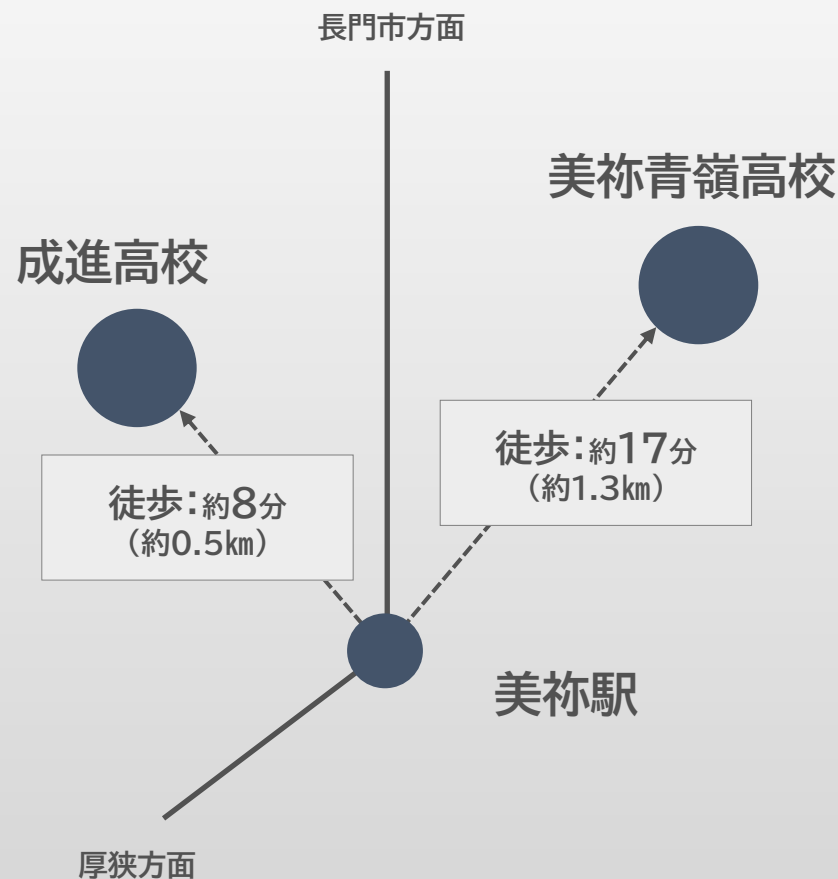 長門市方面
美祢青嶺高校
成進高校
徒歩：約17分
（約1.3㎞）
徒歩：約8分
（約0.5㎞）
美祢駅
厚狭方面